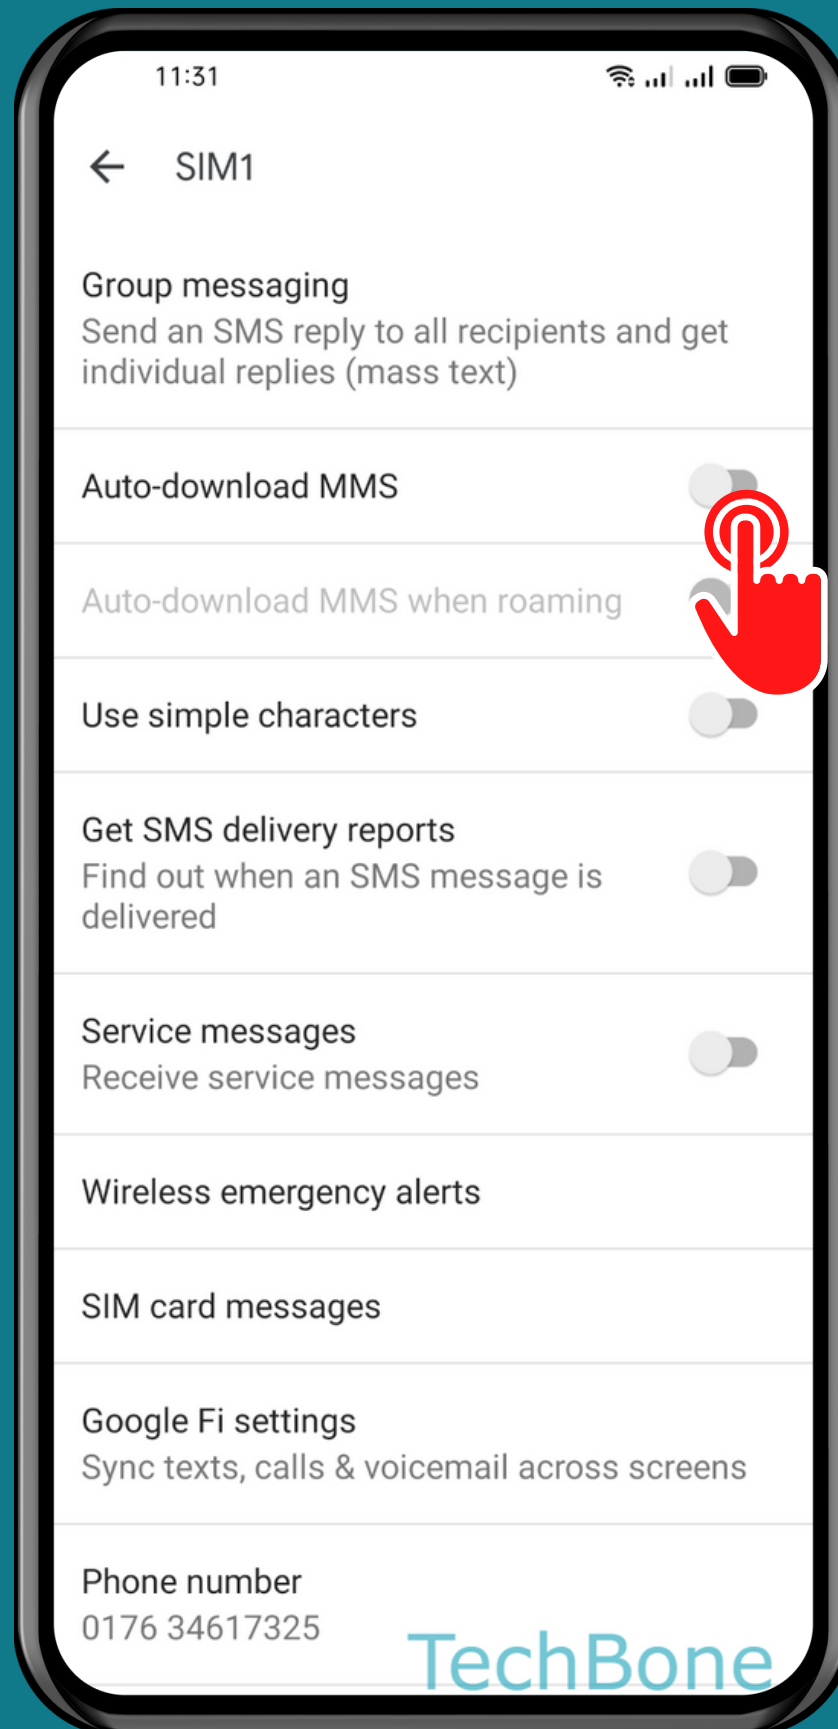 11:31
SIM1
Group messaging
Send an SMS reply to all recipients and get
individual replies (mass text)
Auto-download MMS
Auto-download MMS when roaming
Use simple characters
Get SMS delivery reports
Find out when an SMS message is
delivered
Service messages
Receive service messages
Wireless emergency alerts
SIM card messages
Google Fi settings
Sync texts, calls & voicemail across screens
Phone number
0176 34617325
TechBone